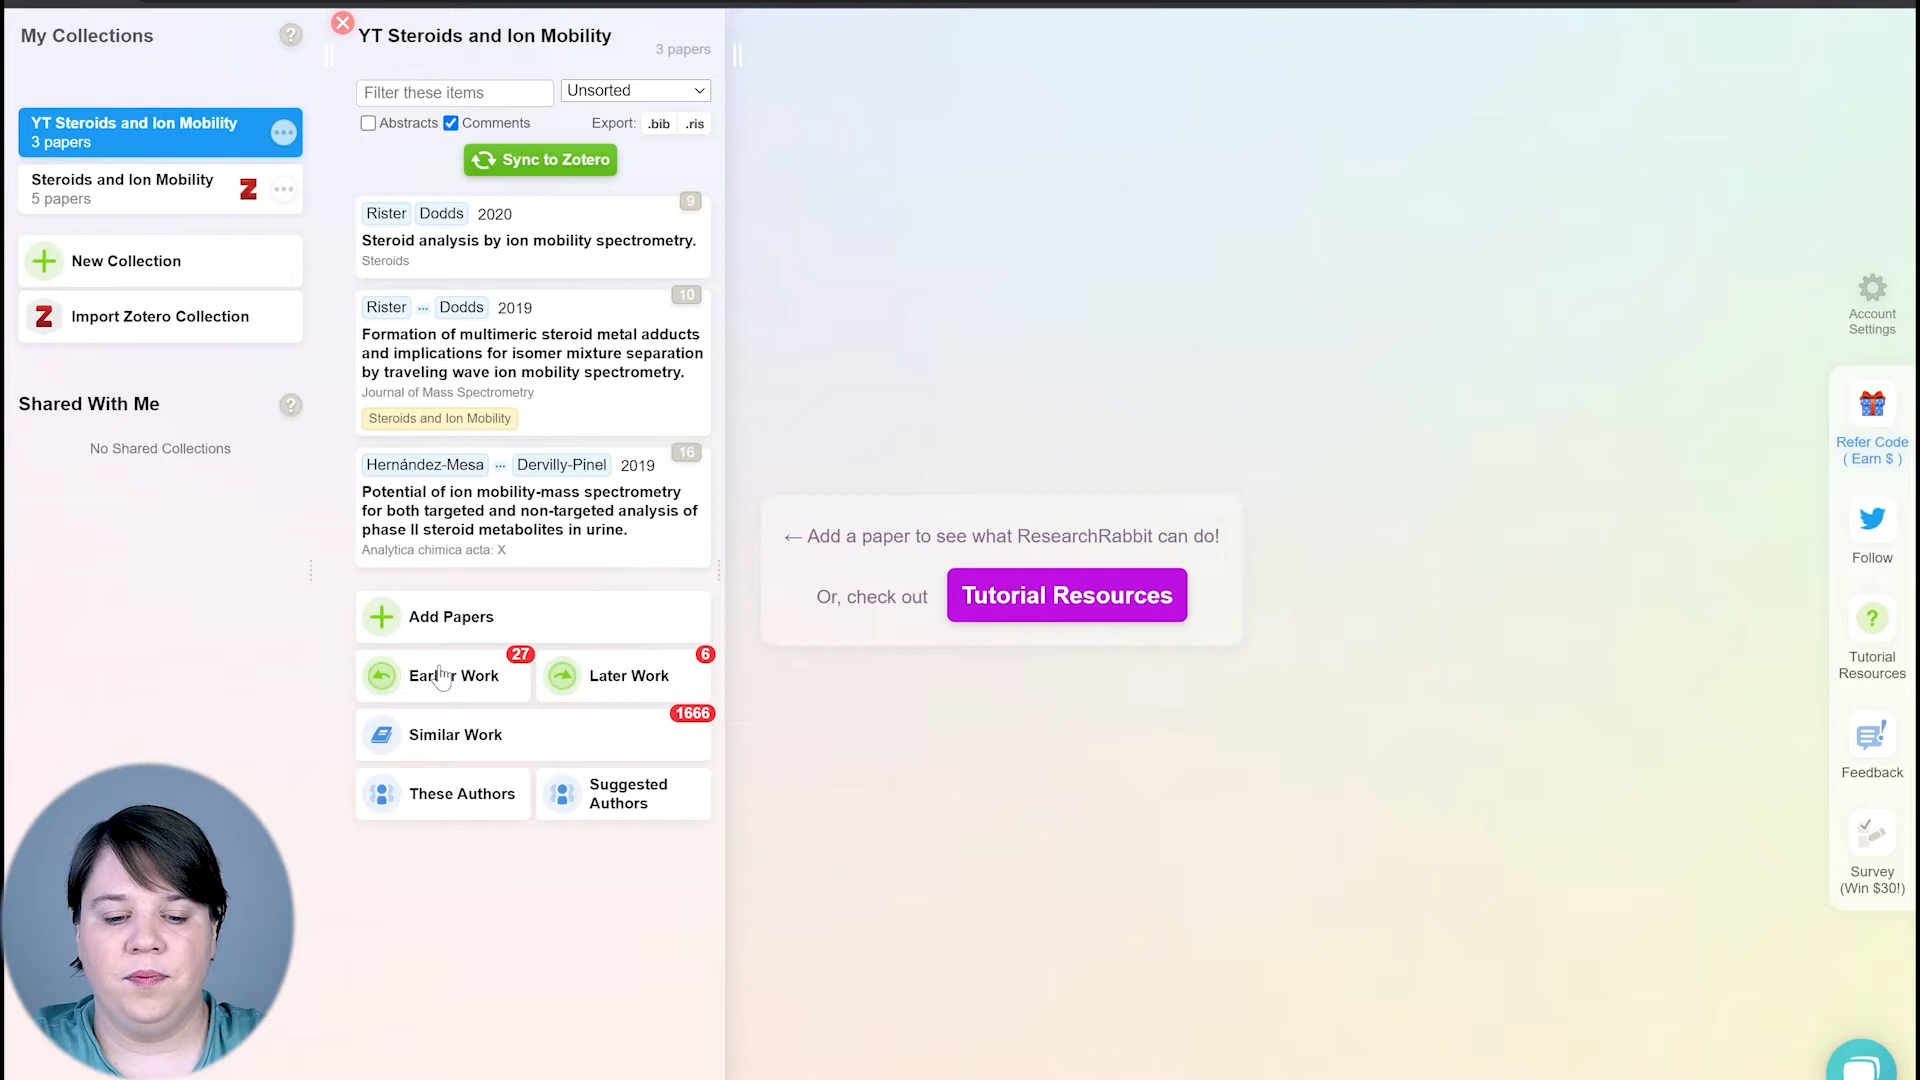 My Collections
?
YT Steroids and Ion Mobility
3 papers
Steroids and Ion Mobility
5 papers
Z
New Collection
Z
Import Zotero Collection
Shared With Me
?
No Shared Collections
YT Steroids and Ion Mobility
3 papers
Filter these items
Unsorted
Abstracts Comments Export: .bib .ris
Sync to Zotero
9
Rister Dodds 2020
Steroid analysis by ion mobility spectrometry.
Steroids
10
Rister ... Dodds 2019
Formation of multimeric steroid metal adducts
and implications for isomer mixture separation
by traveling wave ion mobility spectrometry.
Journal of Mass Spectrometry
Steroids and Ion Mobility
16
Hernández-Mesa ... Dervilly-Pinel 2019
Potential of ion mobility-mass spectrometry
for both targeted and non-targeted analysis of
phase II steroid metabolites in urine.
Analytica chimica acta: X
Add Papers
27
Earlier Work
6
Later Work
1666
Similar Work
These Authors
Suggested
Authors
← Add a paper to see what ResearchRabbit can do!
Or, check out Tutorial Resources
Account
Settings
Refer Code
( Earn $ )
Follow
?
Tutorial
Resources
Feedback
Survey
(Win $30!)